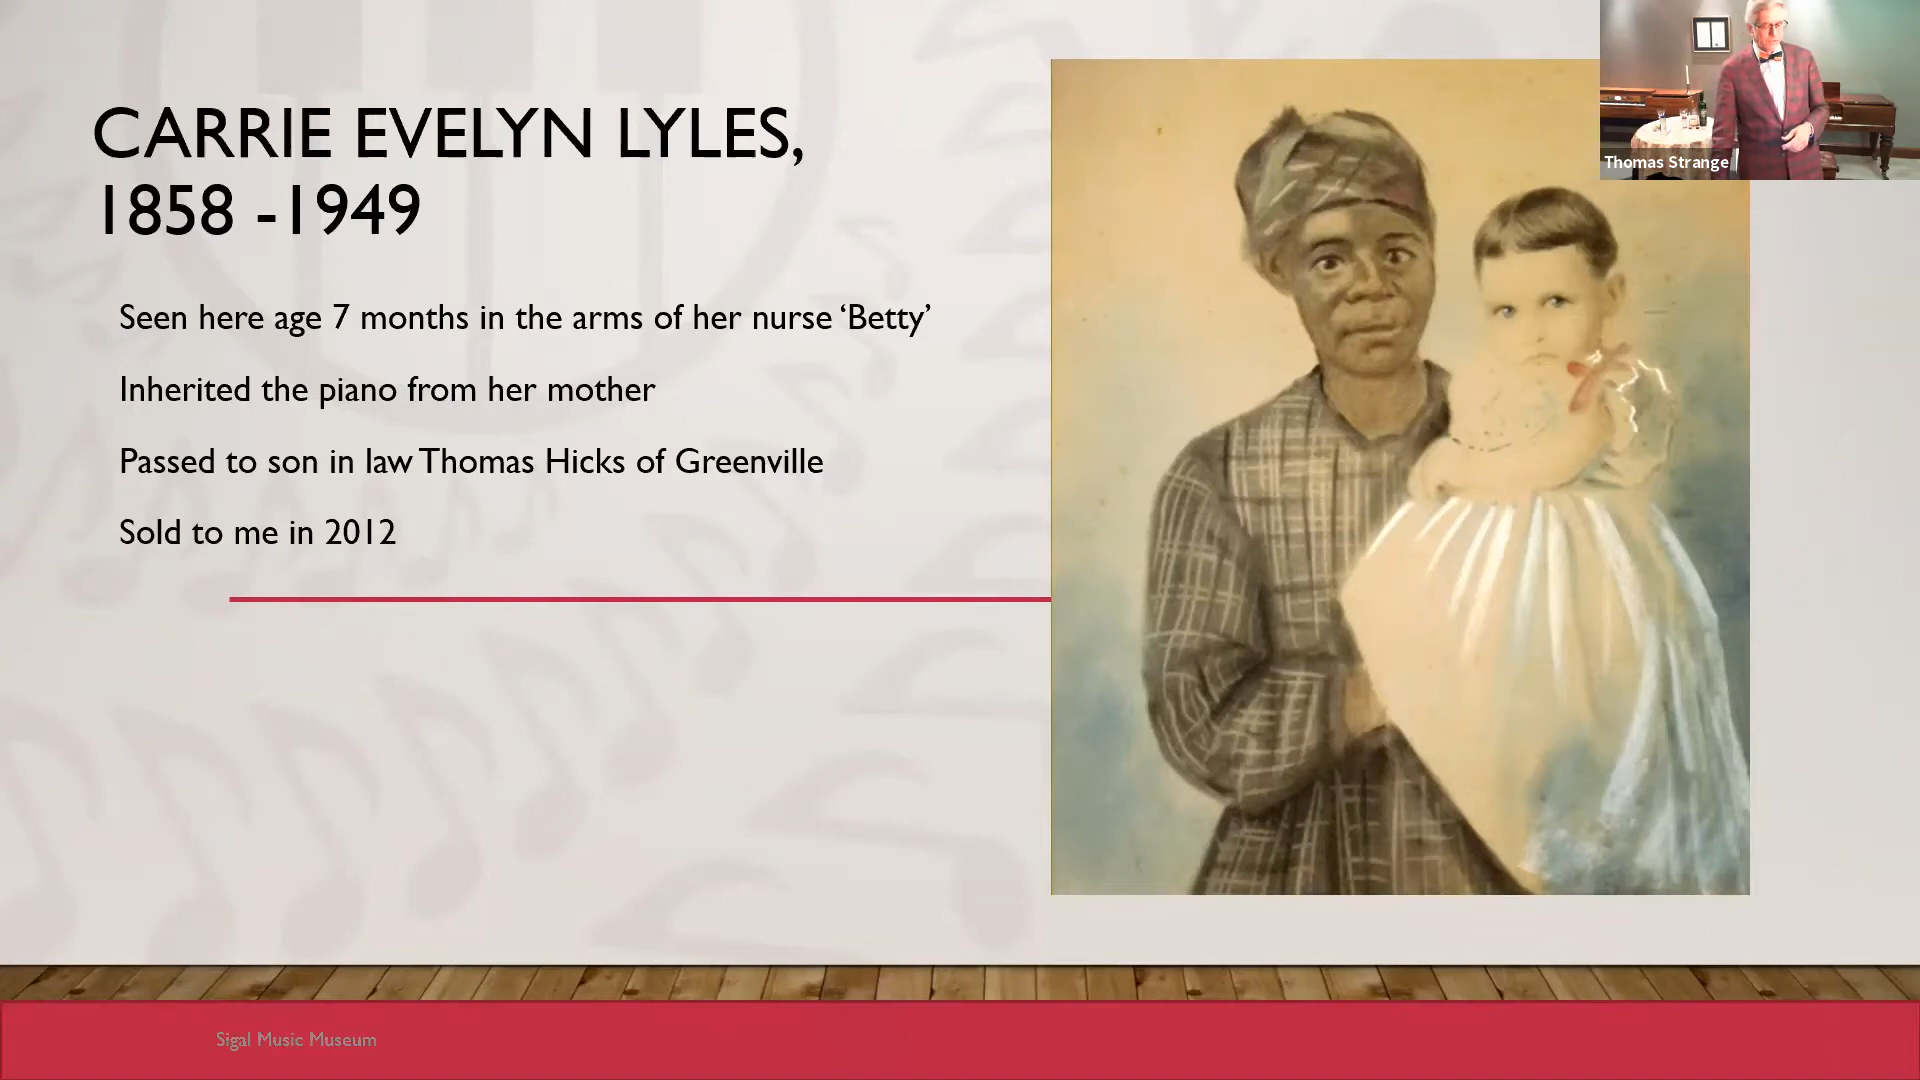 CARRIE EVELYN LYLES,
1858 -1949
Seen here age 7 months in the arms of her nurse ‘Betty’
Inherited the piano from her mother
Passed to son in law Thomas Hicks of Greenville
Sold to me in 2012
Thomas Strange
Sigal Music Museum